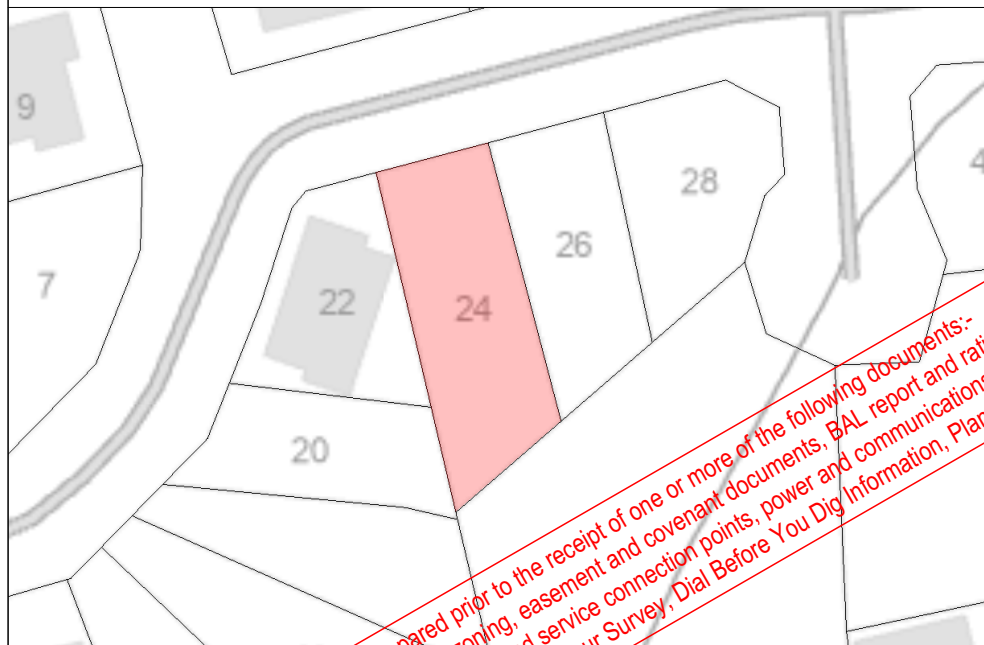 9
28
4
26
7
22
24
20
pared prior to the receipt of one or more of the following documents:-
zoning, easement and covenant documents, BAL report and rati
d service connection points, power and communications
ur Survey, Dial Before You Dig Information, Plan